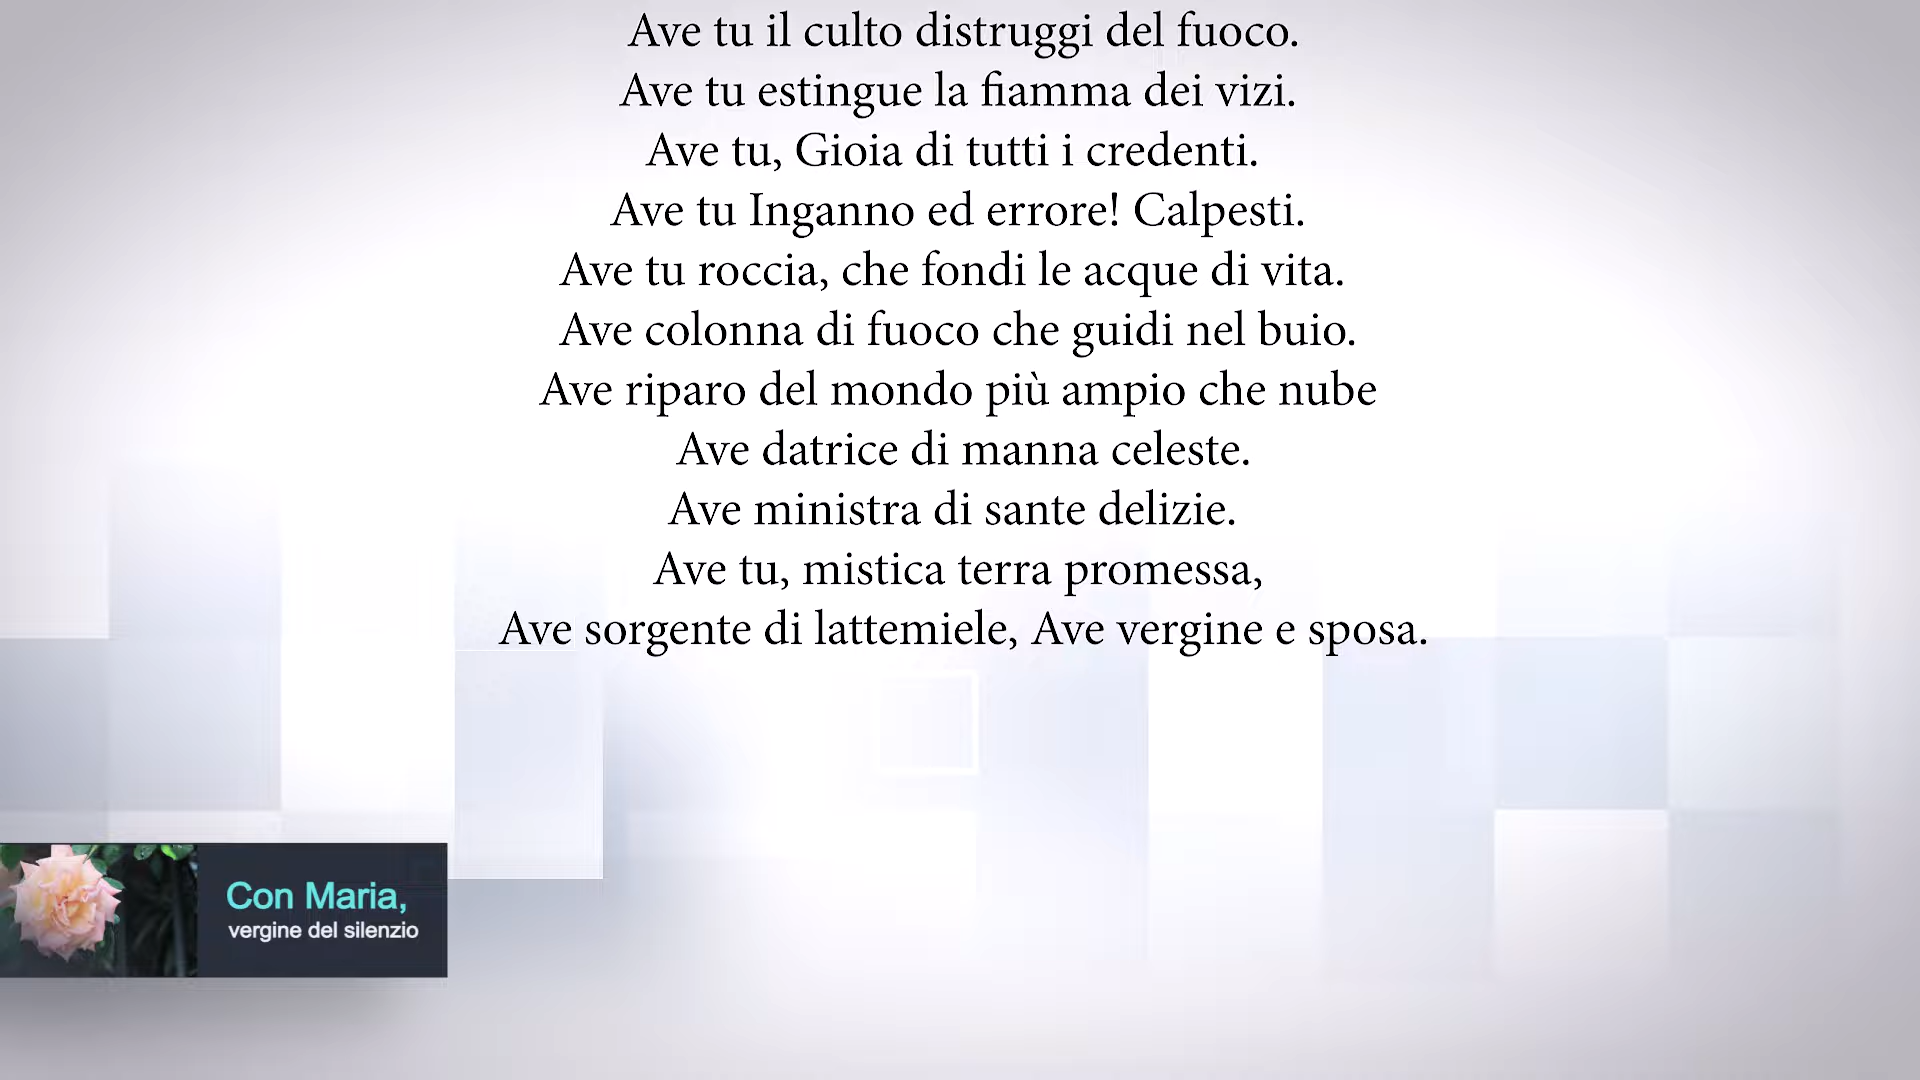 Ave tu il culto distruggi del fuoco.
Ave tu estingue la fiamma dei vizi.
Ave tu, Gioia di tutti i credenti.
Ave tu Inganno ed errore! Calpesti.
Ave tu roccia, che fondi le acque di vita.
Ave colonna di fuoco che guidi nel buio.
Ave riparo del mondo più ampio che nube
Ave datrice di manna celeste.
Ave ministra di sante delizie.
Ave tu, mistica terra promessa,
Ave sorgente di lattemiele, Ave vergine e sposa.
Con Maria,
vergine del silenzio